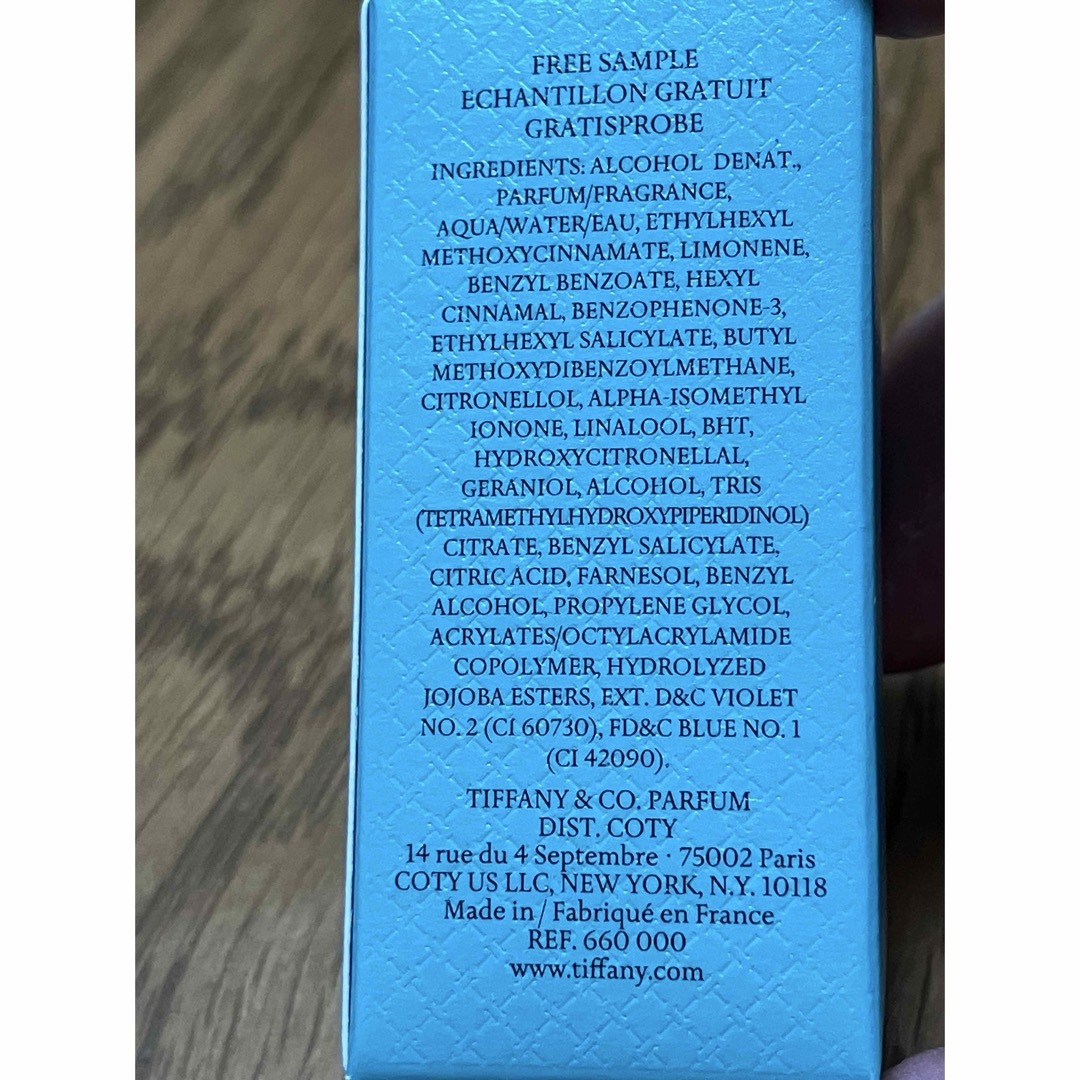 FREE SAMPLE
ECHANTILLON GRATUIT
GRATISPROBE
INGREDIENTS: ALCOHOL DENAT.,
PARFUM/FRAGRANCE,
AQUA/WATER/EAU, ETHYLHEXYL
METHOXYCINNAMATE, LIMONENE,
BENZYL BENZOATE, HEXYL
CINNAMAL, BENZOPHENONE-3,
ETHYLHEXYL SALICYLATE, BUTYL
METHOXYDIBENZOYLMETHANE,
CITRONELLOL, ALPHA-ISOMETHYL
IONONE, LINALOOL, BHT,
HYDROXYCITRONELLAL,
GERANIOL, ALCOHOL, TRIS
(TETRAMETHYLHYDROXYPIPERIDINOL)
CITRATE, BENZYL SALICYLATE,
CITRIC ACID, FARNESOL, BENZYL
ALCOHOL, PROPYLENE GLYCOL,
ACRYLATES/OCTYLACRYLAMIDE
COPOLYMER, HYDROLYZED
JOJOBA ESTERS, EXT. D&C VIOLET
NO. 2 (CI 60730), FD&C BLUE NO. 1
(CI 42090).
TIFFANY & CO. PARFUM
DIST. COTY
14 rue du 4 Septembre · 75002 Paris
COTY US LLC, NEW YORK, N.Y. 10118
Made in / Fabriqué en France
REF. 660 000
www.tiffany.com